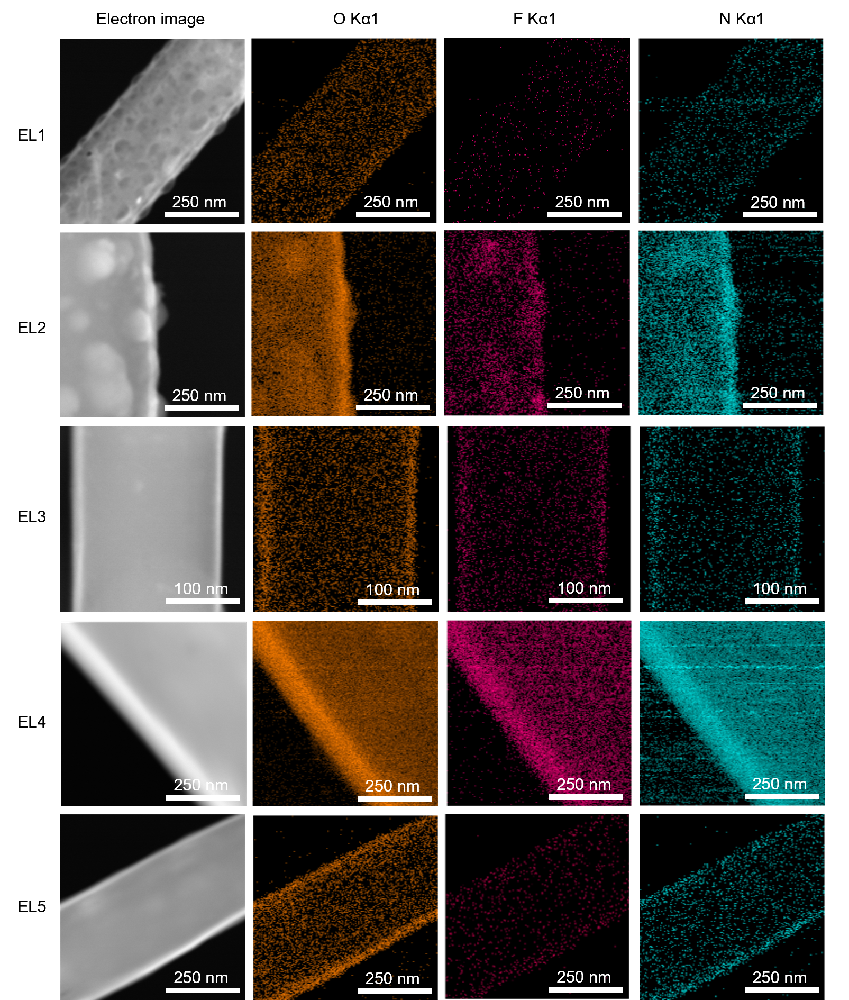 Electron image O Kα1 F Kα1 N Kα1
EL1
250 nm 250 nm 250 nm 250 nm
EL2
250 nm 250 nm 250 nm 250 nm
EL3
100 nm 100 nm 100 nm 100 nm
EL4
250 nm 250 nm 250 nm 250 nm
EL5
250 nm 250 nm 250 nm 250 nm